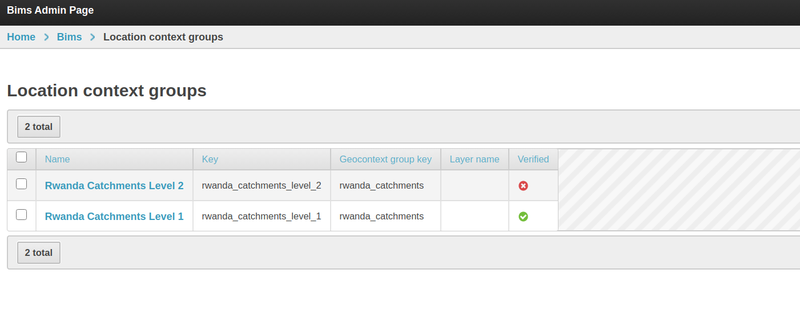 Bims Admin Page
Home > Bims > Location context groups
Location context groups
2 total
Name Key Geocontext group key Layer name Verified
Rwanda Catchments Level 2 rwanda_catchments_level_2 rwanda_catchments
Rwanda Catchments Level 1 rwanda_catchments_level_1 rwanda_catchments
2 total